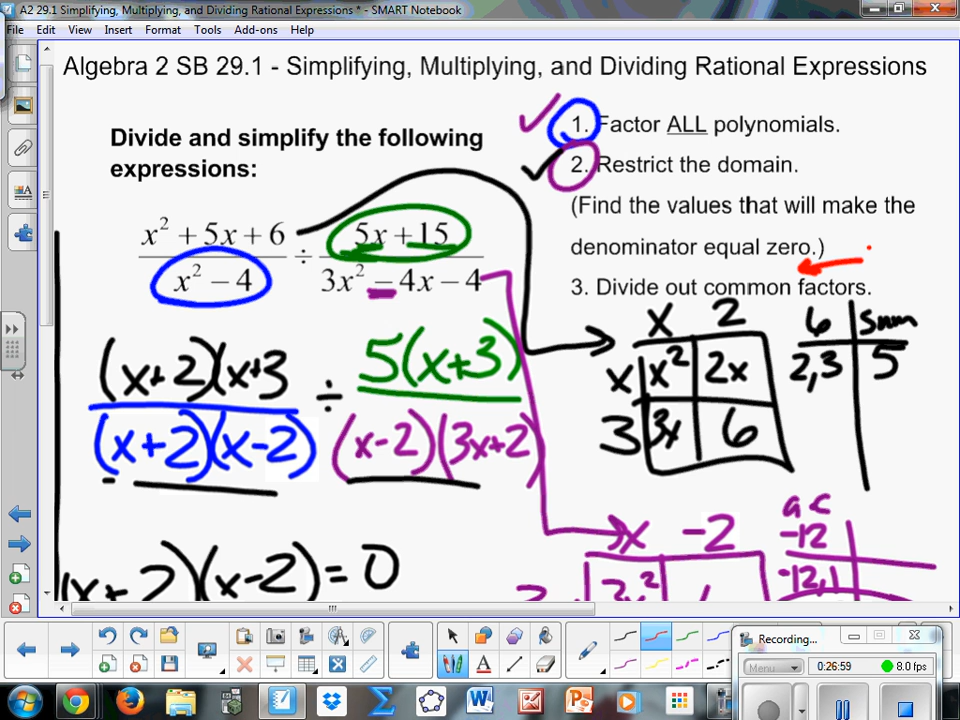 A2 29.1 Simplifying, Multiplying, and Dividing Rational Expressions * - SMART Notebook
File Edit View Insert Format Tools Add-ons Help
Algebra 2 SB 29.1 - Simplifying, Multiplying, and Dividing Rational Expressions
Divide and simplify the following
expressions:
1. Factor ALL polynomials.
2. Restrict the domain.
(Find the values that will make the
denominator equal zero.)
3. Divide out common factors.
x² + 5x + 6 ÷ 5x + 15
x² − 4 3x² − 4x − 4
(x+2)(x+3 ÷ 5(x+3)
(x+2)(x-2) (x-2)(3x+2)
(x+2)(x-2) = 0
x 2
x x² 2x
3 3x 6
6 Sum
2,3 5
x -2
3x²
ac
-12
-12,1
Recording...
Menu 0:26:59 8.0 fps